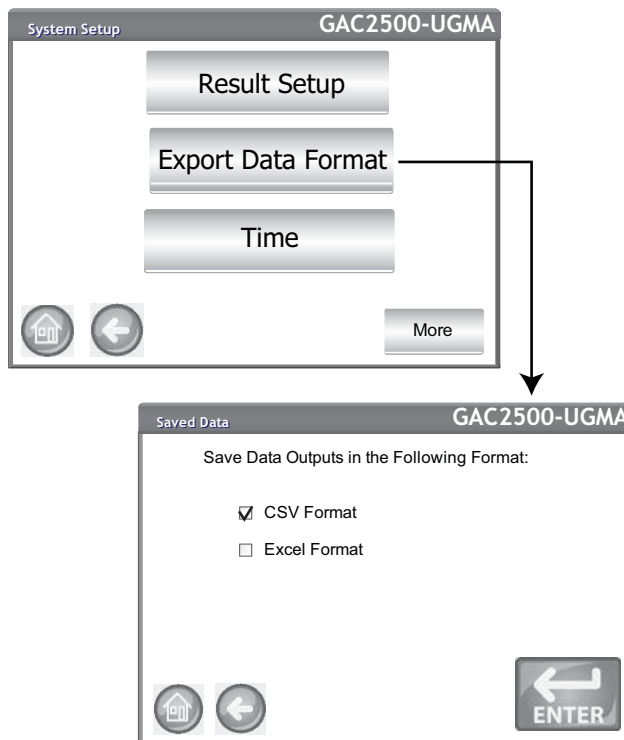 System Setup GAC2500-UGMA
Result Setup
Export Data Format
Time
More
Saved Data GAC2500-UGMA
Save Data Outputs in the Following Format:
CSV Format
Excel Format
ENTER